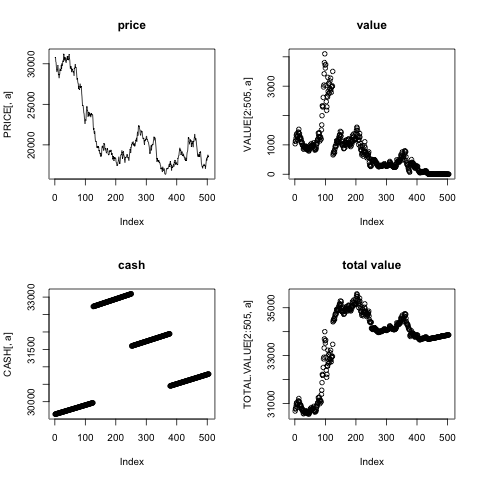 price
PRICE[, a]
20000 25000 30000
0 100 200 300 400 500
Index
value
VALUE[2:505, a]
0 1000 3000
0 100 200 300 400 500
Index
cash
CASH[, a]
30000 31500 33000
0 100 200 300 400 500
Index
total value
TOTAL.VALUE[2:505, a]
31000 33000 35000
0 100 200 300 400 500
Index